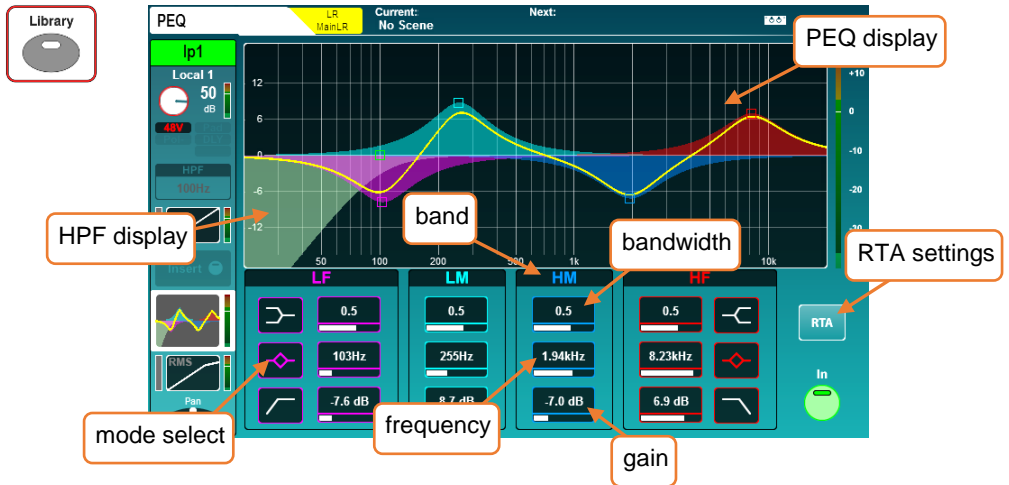 Library
PEQ
LR
MainLR
Current:
No Scene
Next:
PEQ display
Ip1
Local 1
50
dB
48V
HPF
100Hz
Insert
RMS
Pan
12
6
0
-6
-12
50 100 200 500 1k 10k
+10
0
-10
-20
-30
HPF display
band
bandwidth
RTA settings
LF LM HM HF
0.5 0.5 0.5 0.5
103Hz 255Hz 1.94kHz 8.23kHz
-7.6 dB 8.7 dB -7.0 dB 6.9 dB
RTA
In
mode select
frequency
gain